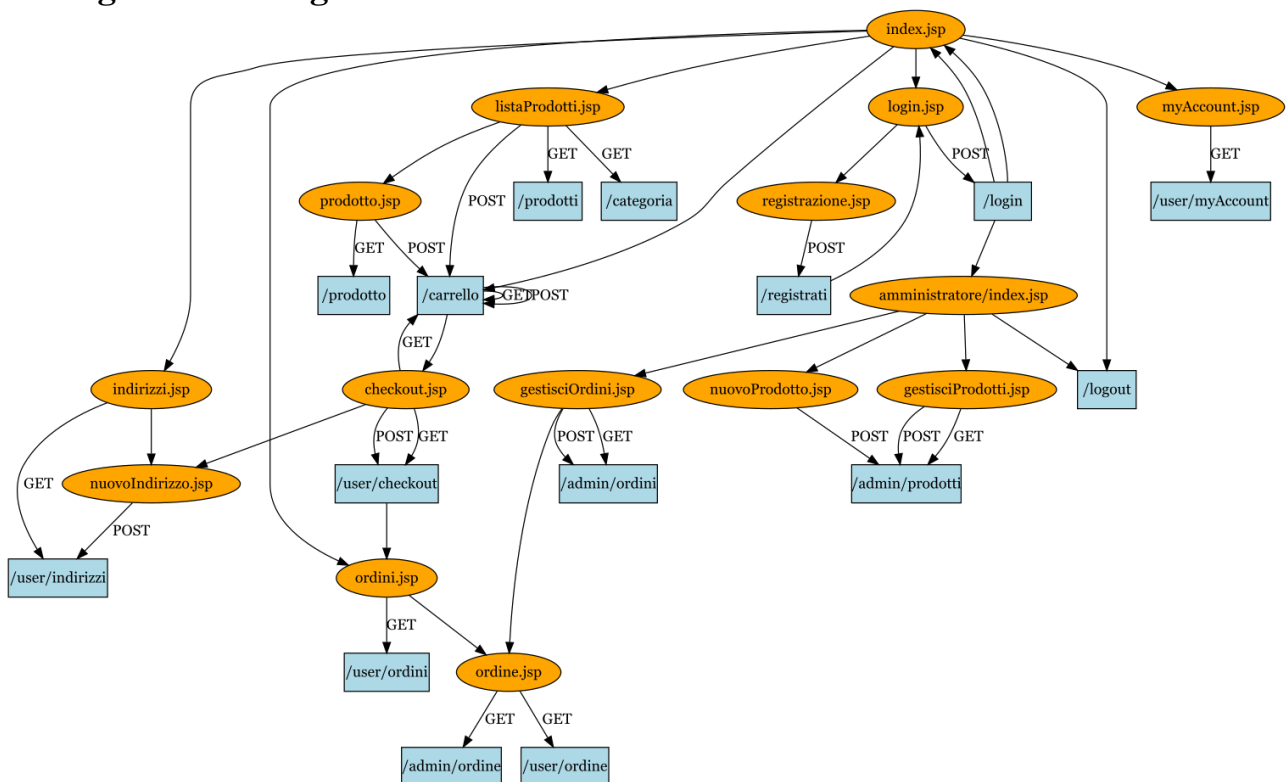 index.jsp
listaProdotti.jsp
login.jsp
myAccount.jsp
GET
GET
POST
GET
POST
prodotto.jsp
/prodotti
/categoria
registrazione.jsp
/login
/user/myAccount
GET
POST
POST
/prodotto
/carrello
GET
POST
/registrati
amministratore/index.jsp
GET
indirizzi.jsp
checkout.jsp
gestisciOrdini.jsp
nuovoProdotto.jsp
gestisciProdotti.jsp
/logout
POST
GET
POST
GET
POST
POST
GET
GET
nuovoIndirizzo.jsp
/user/checkout
/admin/ordini
/admin/prodotti
POST
/user/indirizzi
ordini.jsp
GET
/user/ordini
ordine.jsp
GET
GET
/admin/ordine
/user/ordine